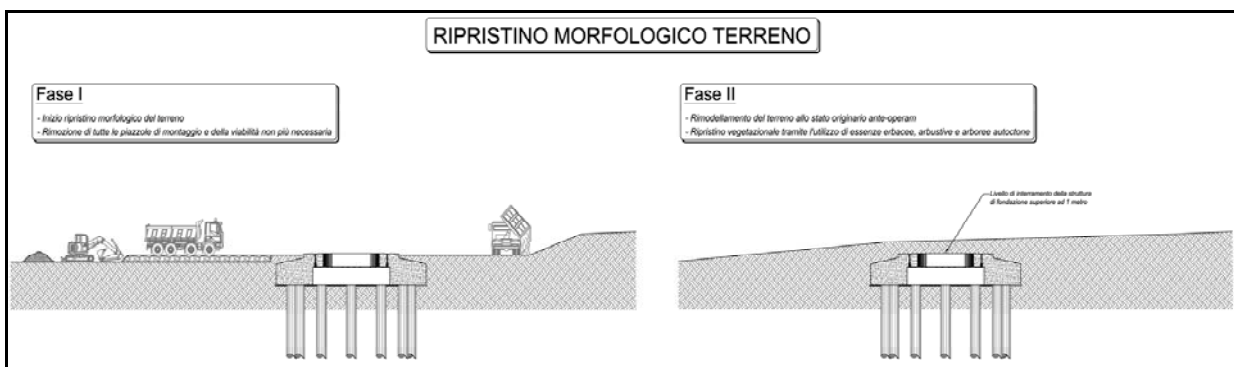 RIPRISTINO MORFOLOGICO TERRENO
Fase I
- Inizio ripristino morfologico del terreno
- Rimozione di tutte le piazzole di montaggio e della viabilità non più necessaria
Fase II
- Rimodellamento del terreno allo stato originario ante-operam
- Ripristino vegetazionale tramite l'utilizzo di essenze erbacee, arbustive e arboree autoctone
Livello di interramento della struttura
di fondazione superiore ad 1 metro